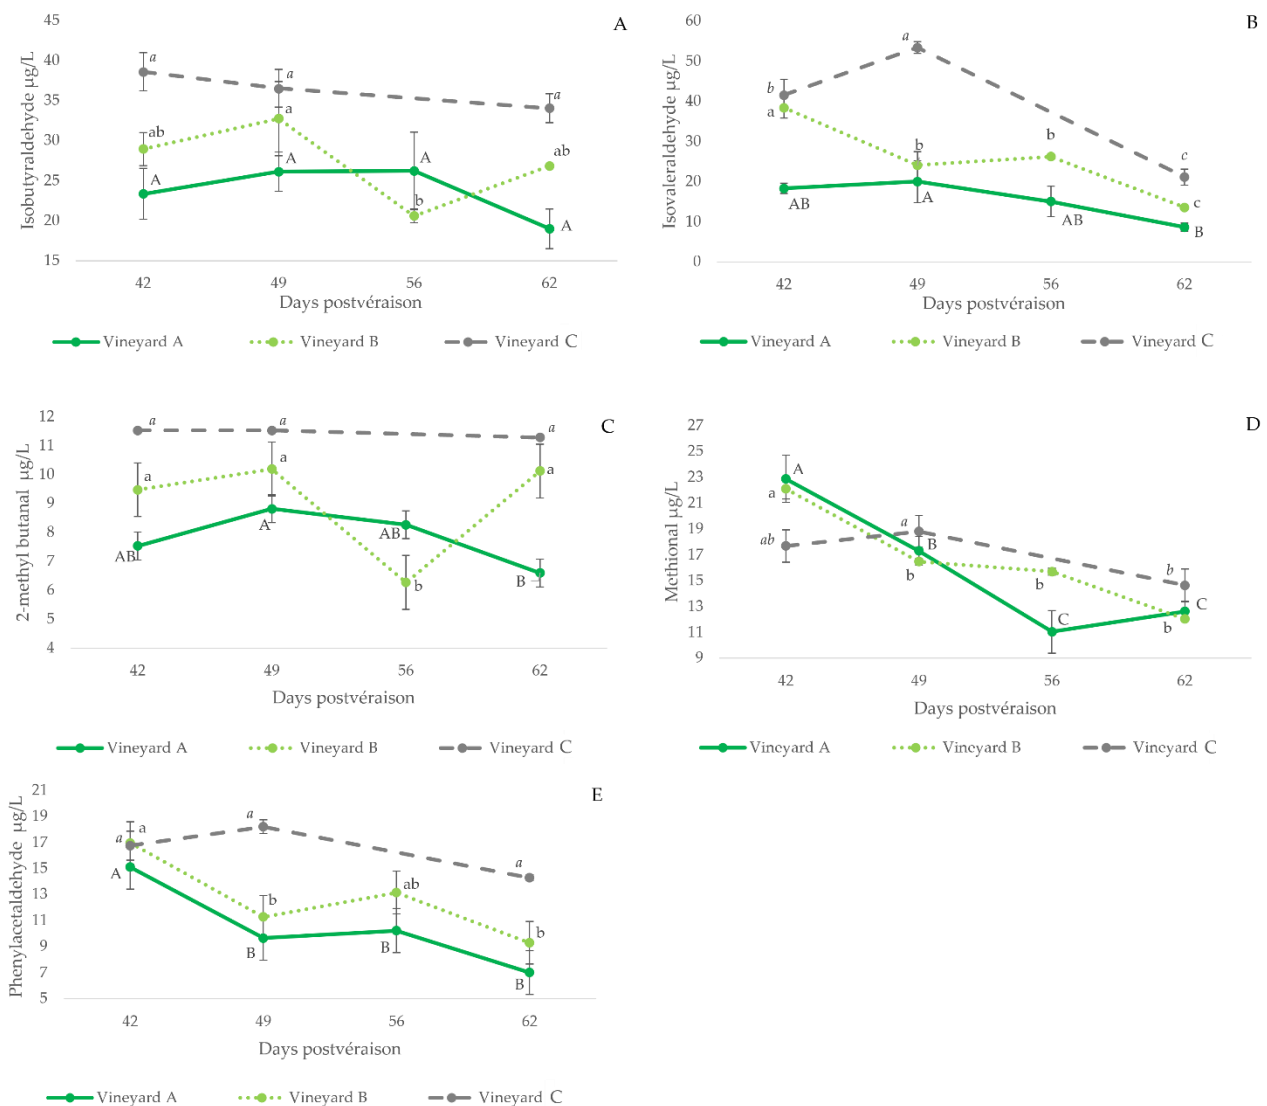 A
Isobutyraldehyde µg/L
45
40
35
30
25
20
15
a
a
a
ab
a
ab
A
A
A
b
A
42 49 56 62
Days postvéraison
Vineyard A Vineyard B Vineyard C
B
Isovaleraldehyde µg/L
60
50
40
30
20
10
0
a
b
a
b
b
c
c
AB
A
AB
B
42 49 56 62
Days postvéraison
Vineyard A Vineyard B Vineyard C
C
2-methyl butanal µg/L
12
11
10
9
8
7
6
5
4
a
a
a
a
a
a
AB
A
AB
b
B
42 49 56 62
Days postvéraison
Vineyard A Vineyard B Vineyard C
D
Methional µg/L
27
25
23
21
19
17
15
13
11
9
A
a
ab
a
B
b
b
b
C
C
b
42 49 56 62
Days postvéraison
Vineyard A Vineyard B Vineyard C
E
Phenylacetaldehyde µg/L
21
19
17
15
13
11
9
7
5
a
a
a
a
A
b
ab
b
B
B
B
42 49 56 62
Days postvéraison
Vineyard A Vineyard B Vineyard C